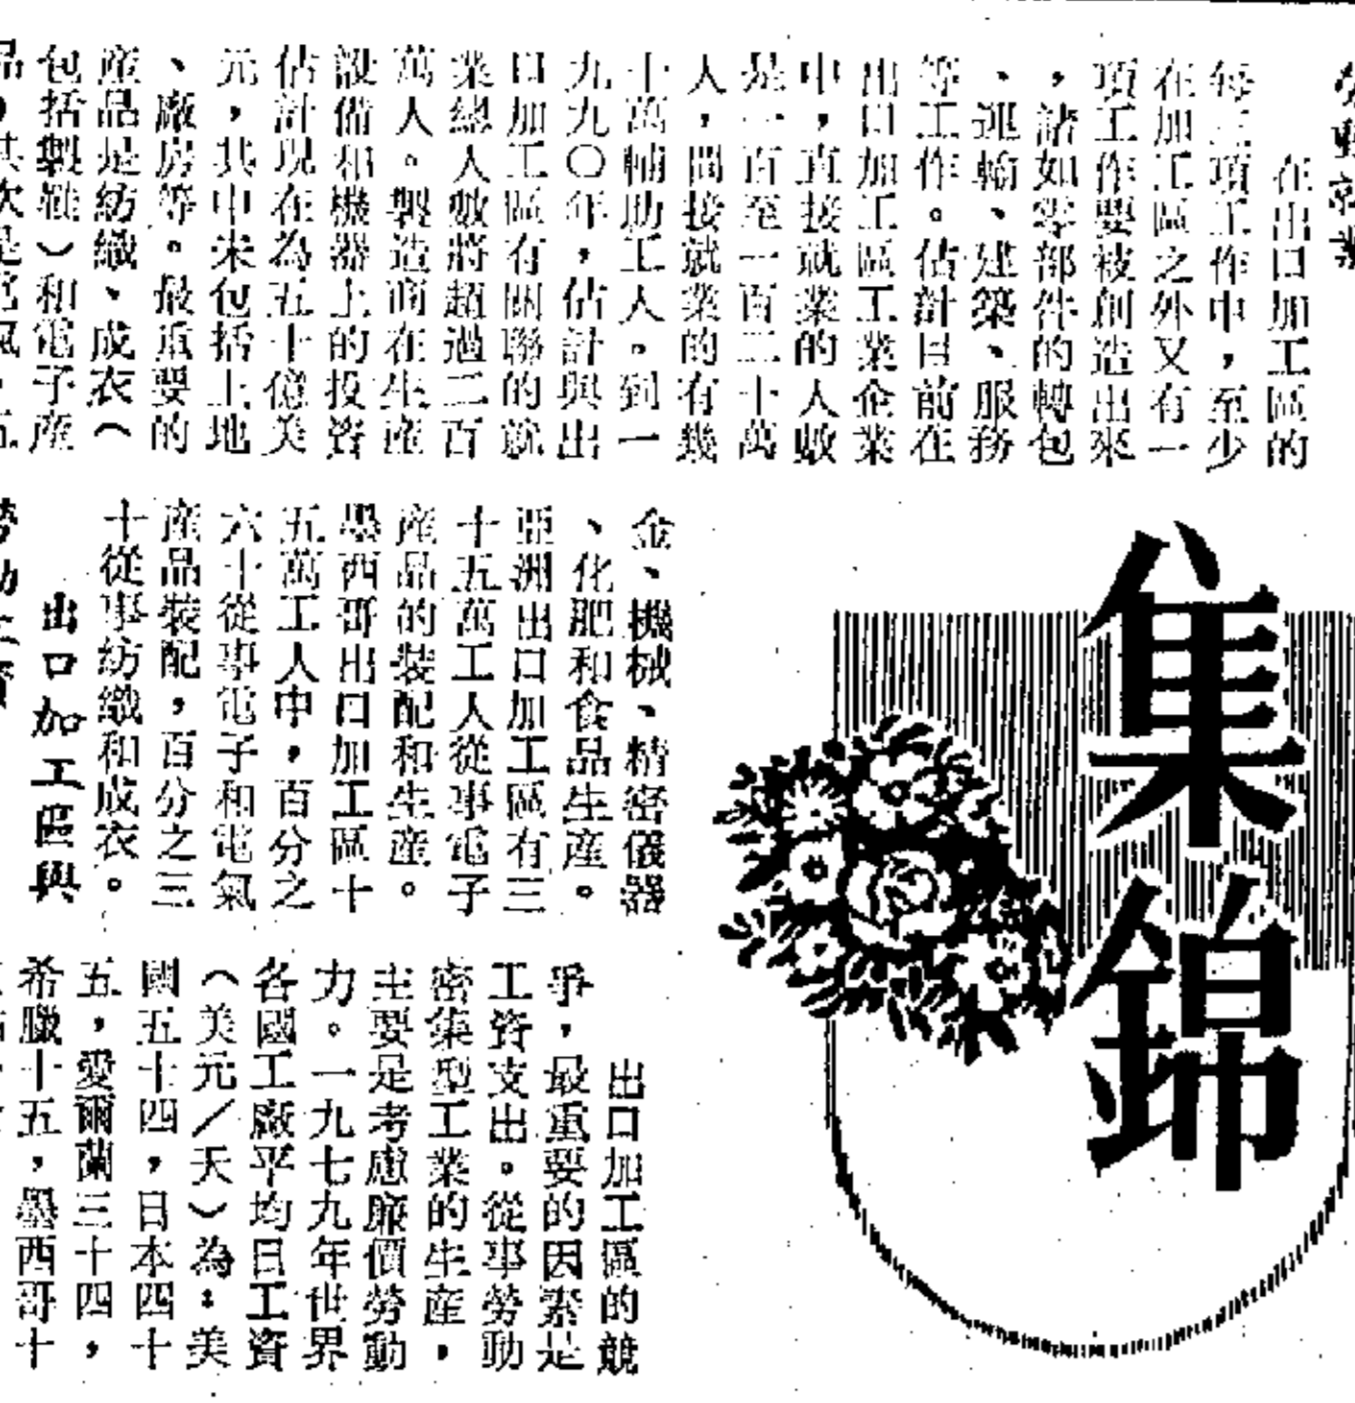 勞動就業
在出口加工區的
每三項工作中，至少
在加工區之外又有一
項工作要被創造出來
，諸如零部件的轉包
、運輸、建築、服務
等工作。估計目前在
出口加工區工業企業
中，直接就業的人數
是一百至一百二十萬
人，間接就業的有幾
十萬輔助工人。到一
九九〇年，估計與出
口加工區有關聯的就
業總人數將超過二百
萬人。製造商在生產
設備和機器上的投資
估計現在為五十億美
元，其中未包括土地
、廠房等。最重要的
產品是紡織、成衣（
包括製鞋）和電子產
品，其次是電氣、五
集錦
金、機械、精密儀器
、化肥和食品生產。
亞洲出口加工區有三
十五萬工人從事電子
產品的裝配和生產。
墨西哥出口加工區十
五萬工人中，百分之
六十從事電子和電氣
產品裝配，百分之三
十從事紡織和成衣。
出口加工區與
勞動工資
出口加工區的競
爭，最重要的因素是
工資支出。從事勞動
密集型工業的生產，
主要是考慮廉價勞動
力。一九七九年世界
各國工廠平均日工資
（美元／天）為：美
國五十四，日本四十
五，愛爾蘭三十四，
希臘十五，墨西哥十